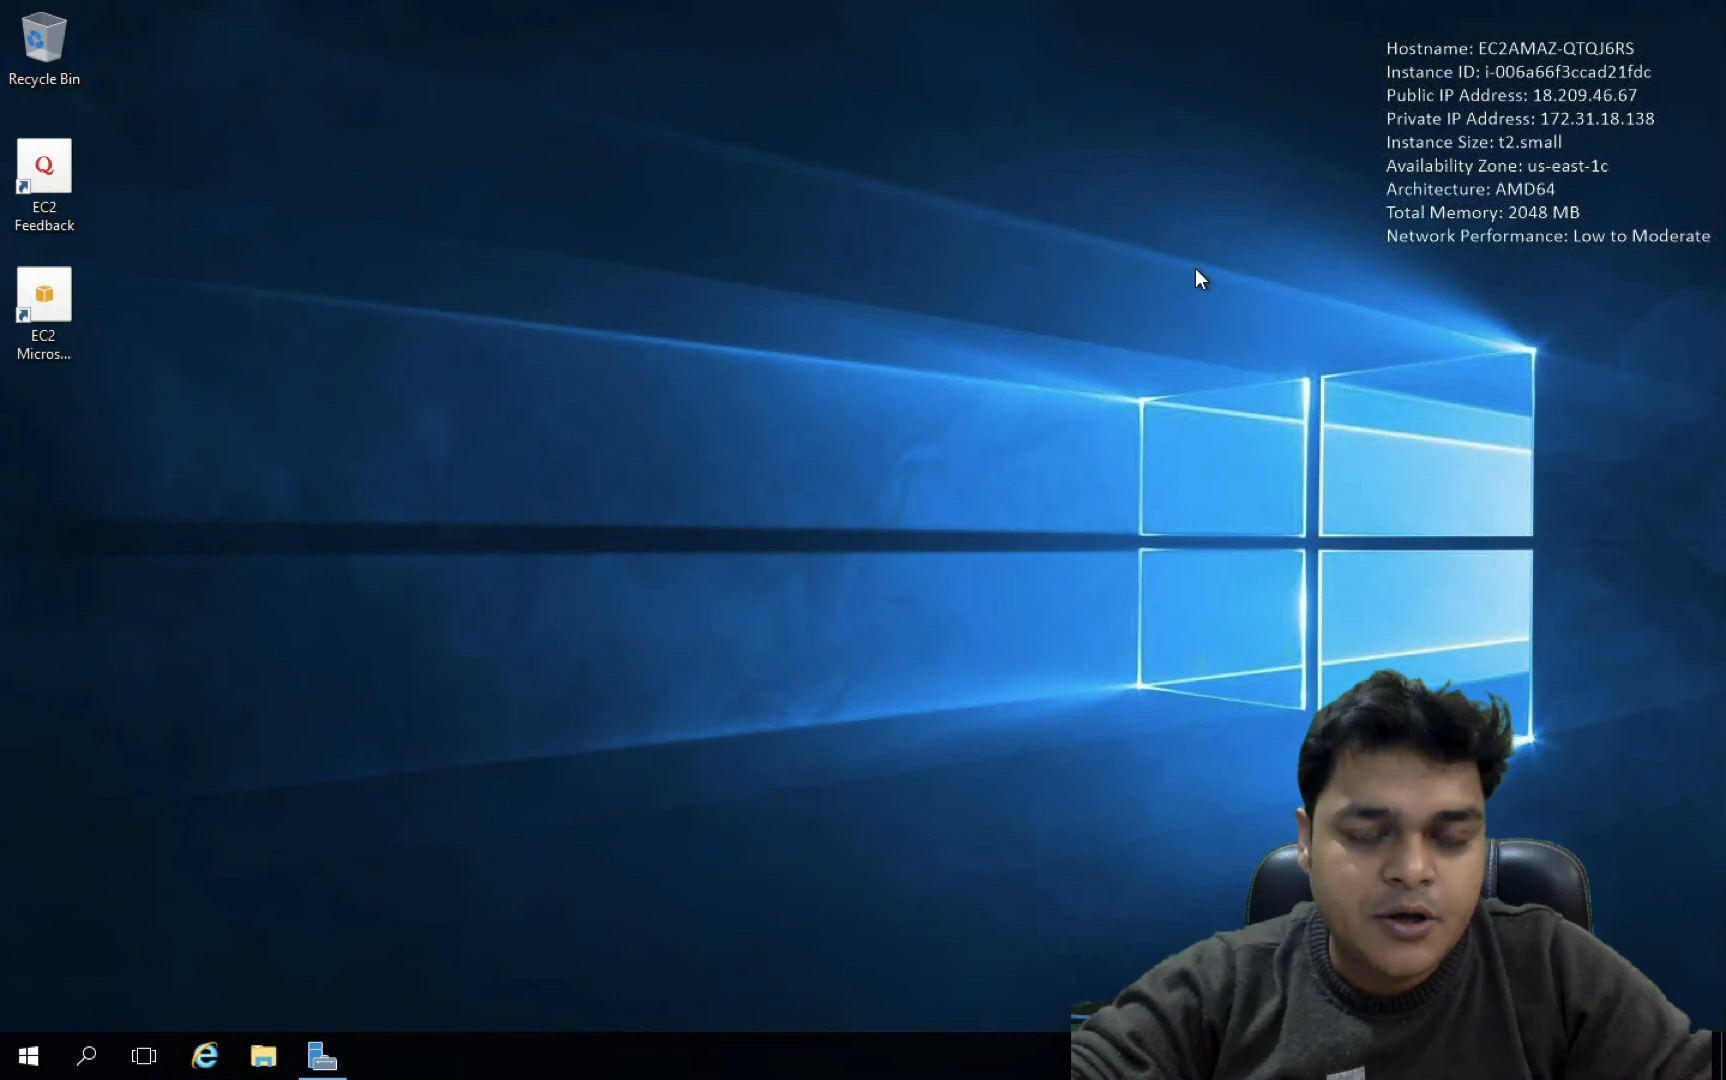 Recycle Bin
Q
EC2
Feedback
EC2
Micros...
Hostname: EC2AMAZ-QTQJ6RS
Instance ID: i-006a66f3ccad21fdc
Public IP Address: 18.209.46.67
Private IP Address: 172.31.18.138
Instance Size: t2.small
Availability Zone: us-east-1c
Architecture: AMD64
Total Memory: 2048 MB
Network Performance: Low to Moderate